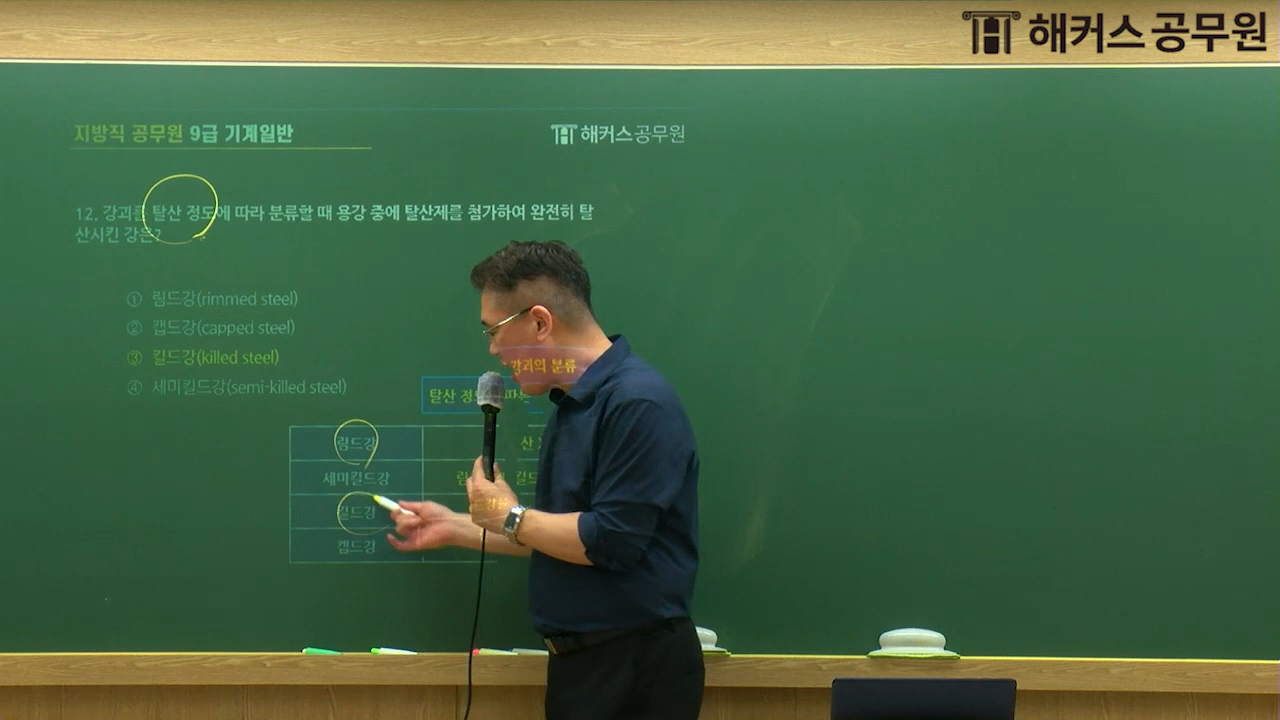 해커스 공무원
지방직 공무원 9급 기계일반
해커스공무원
12. 강괴를 탈산 정도에 따라 분류할 때 용강 중에 탈산제를 첨가하여 완전히 탈
산시킨 강은?
① 림드강(rimmed steel)
② 캡드강(capped steel)
③ 킬드강(killed steel)
④ 세미킬드강(semi-killed steel)
강괴의 분류
탈산 정
림드강
세미킬드강
킬드강
캡드강